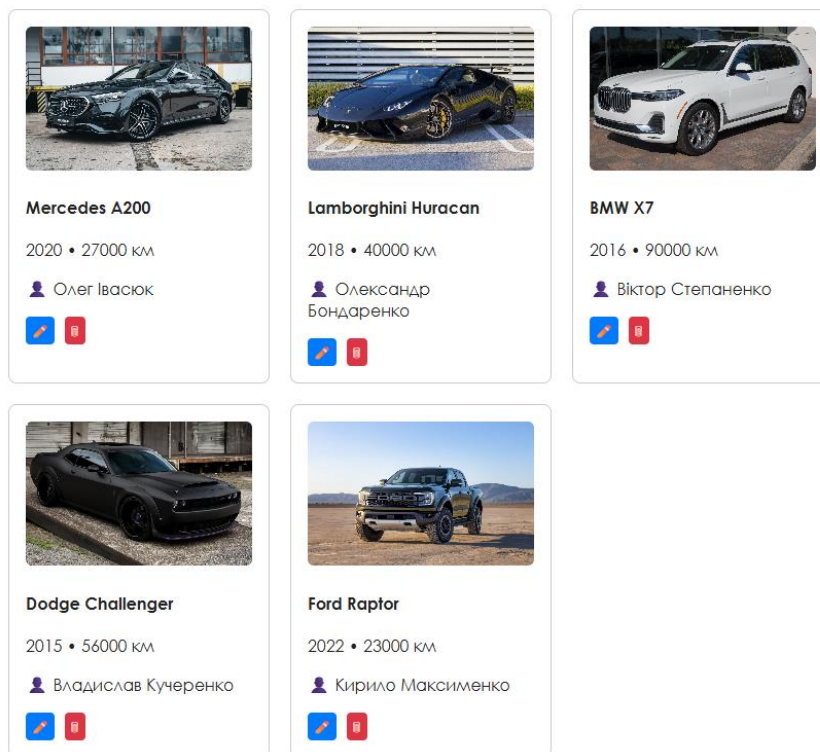 Mercedes A200
2020 • 27000 км
Олег Івасюк
Lamborghini Huracan
2018 • 40000 км
Олександр
Бондаренко
BMW X7
2016 • 90000 км
Віктор Степаненко
Dodge Challenger
2015 • 56000 км
Владислав Кучеренко
Ford Raptor
2022 • 23000 км
Кирило Максименко